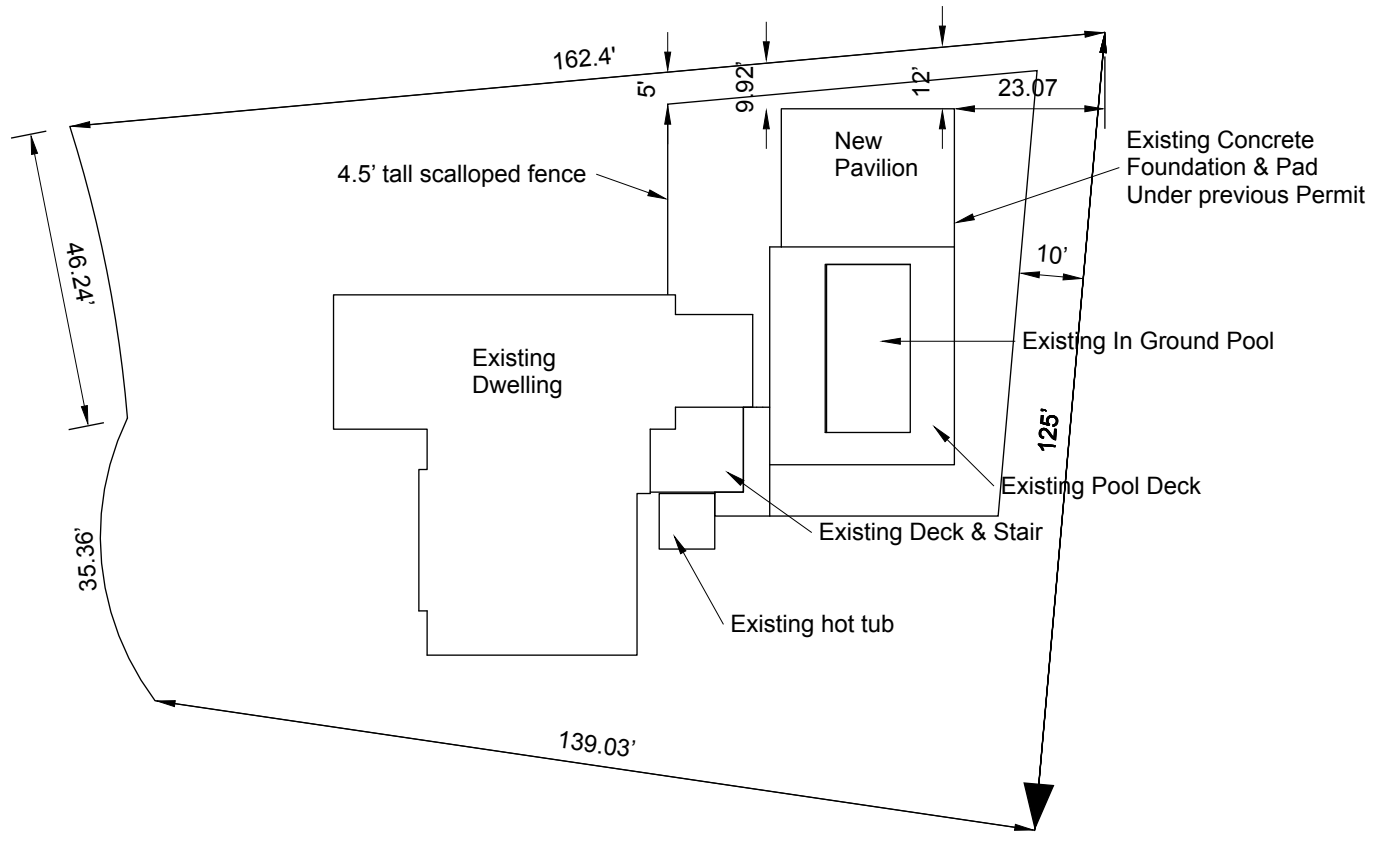 162.4'
5'
9.92'
12'
23.07
New
Pavilion
Existing Concrete
Foundation & Pad
Under previous Permit
4.5’ tall scalloped fence
46.24’
10’
Existing In Ground Pool
Existing
Dwelling
125’
Existing Pool Deck
Existing Deck & Stair
35.36’
Existing hot tub
139.03’